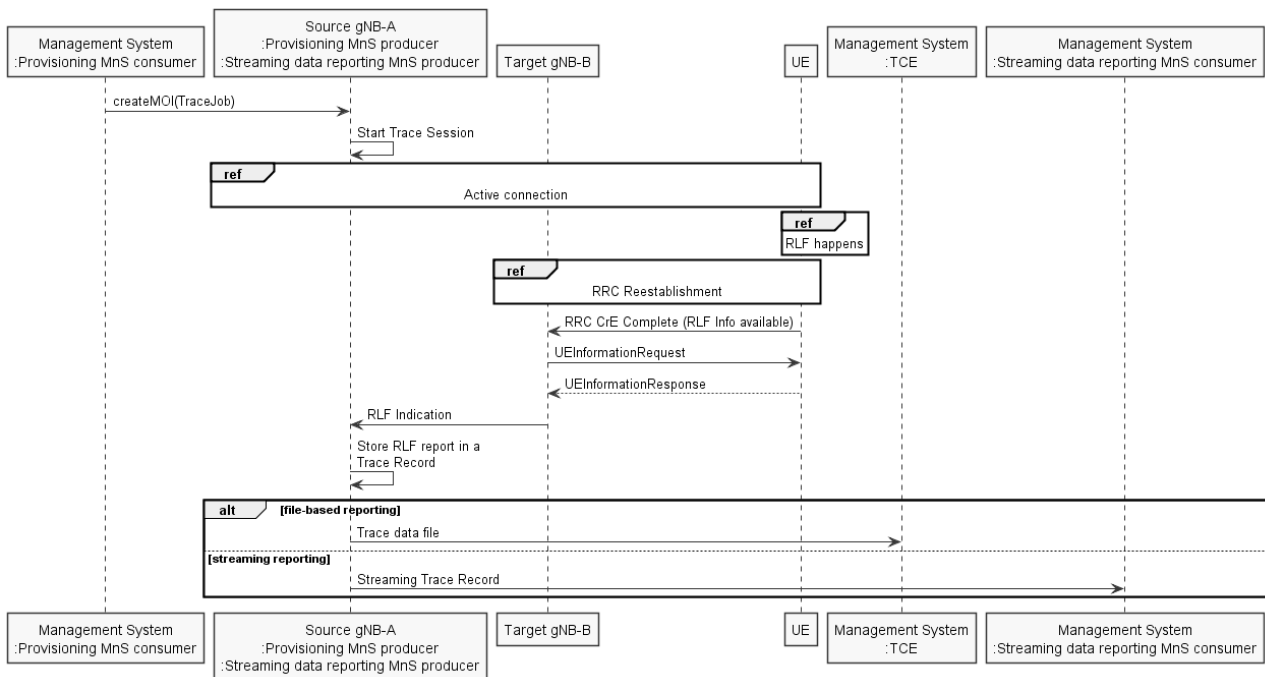 Management System
:Provisioning MnS consumer
Source gNB-A
:Provisioning MnS producer
:Streaming data reporting MnS producer
Target gNB-B
UE
Management System
:TCE
Management System
:Streaming data reporting MnS consumer
createMOI(TraceJob)
Start Trace Session
ref
Active connection
ref
RLF happens
ref
RRC Reestablishment
RRC CrE Complete (RLF Info available)
UEInformationRequest
UEInformationResponse
RLF Indication
Store RLF report in a
Trace Record
alt
[file-based reporting]
Trace data file
[streaming reporting]
Streaming Trace Record
Management System
:Provisioning MnS consumer
Source gNB-A
:Provisioning MnS producer
:Streaming data reporting MnS producer
Target gNB-B
UE
Management System
:TCE
Management System
:Streaming data reporting MnS consumer